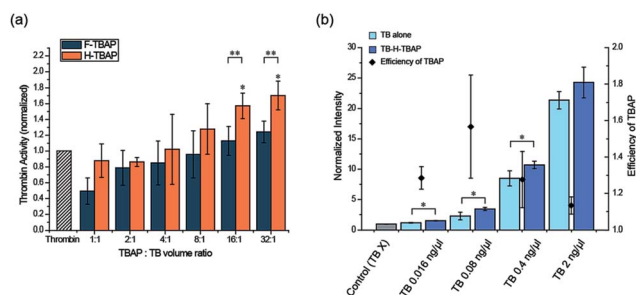 (a)
F-TBAP
H-TBAP
Thrombin Activity (normalized)
2.0
1.8
1.6
1.4
1.2
1.0
0.8
0.6
0.4
0.2
0.0
**
**
*
*
Thrombin 1:1 2:1 4:1 8:1 16:1 32:1
TBAP : TB volume ratio
(b)
TB alone
TB-H-TBAP
Efficiency of TBAP
Normalized Intensity
30
25
20
15
10
5
0
*
*
*
2.0
1.8
1.6
1.4
1.2
1.0
Efficiency of TBAP
Control (TB X)
TB 0.016 ng/μl
TB 0.08 ng/μl
TB 0.4 ng/μl
TB 2 ng/μl